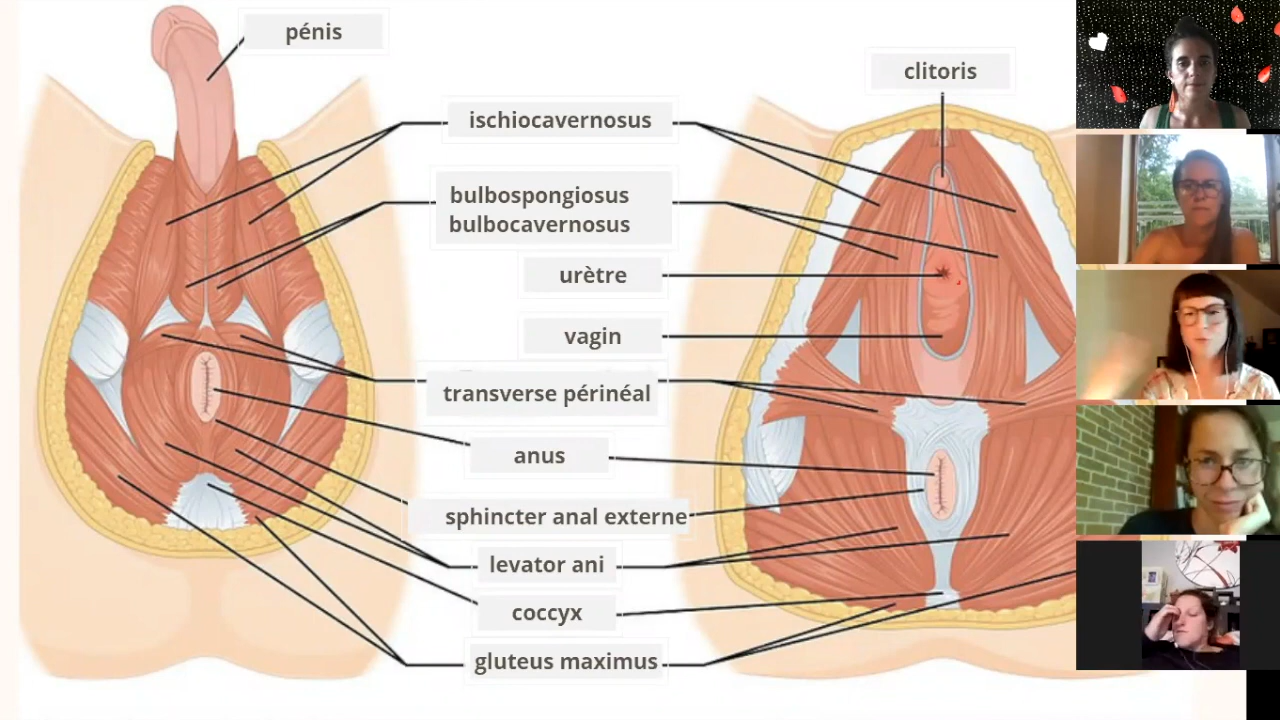 pénis
clitoris
ischiocavernosus
bulbospongiosus
bulbocavernosus
urètre
vagin
transverse périnéal
anus
sphincter anal externe
levator ani
coccyx
gluteus maximus